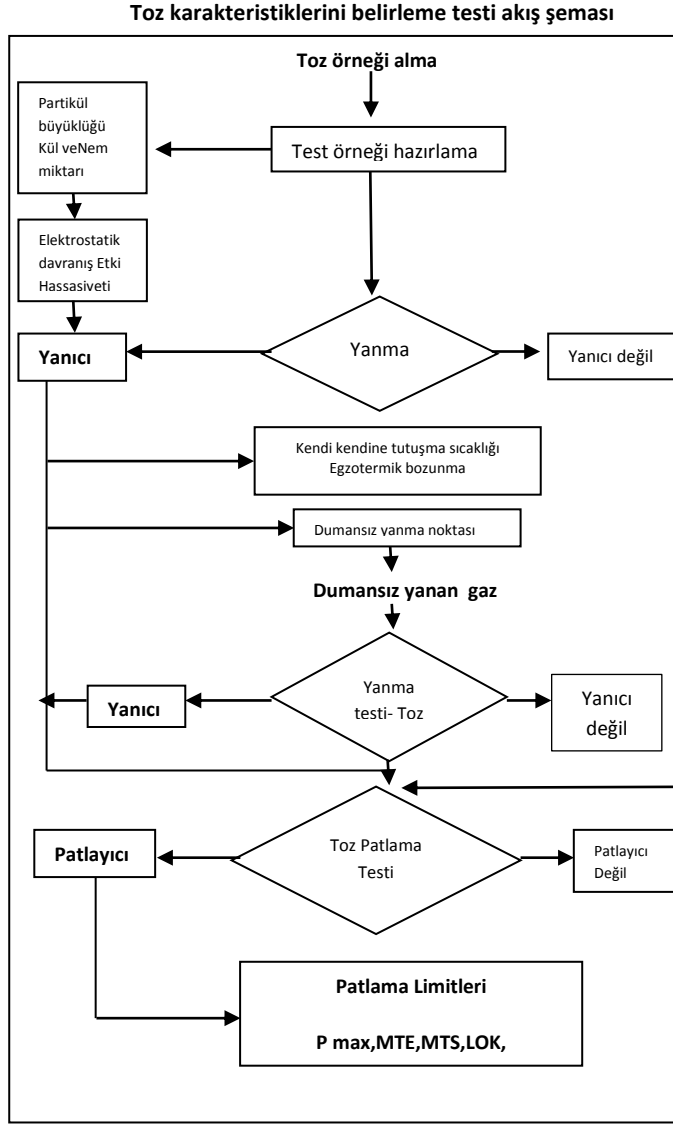 Toz karakteristiklerini belirleme testi akış şeması
Toz örneği alma
Partikül
büyüklüğü
Kül veNem
miktarı
Test örneği hazırlama
Elektrostatik
davranış Etki
Hassasiveti
Yanıcı
Yanma
Yanıcı değil
Kendi kendine tutuşma sıcaklığı
Egzotermik bozunma
Dumansız yanma noktası
Dumansız yanan gaz
Yanıcı
Yanma
testi- Toz
Yanıcı
değil
Patlayıcı
Toz Patlama
Testi
Patlayıcı
Değil
Patlama Limitleri
P max,MTE,MTS,LOK,